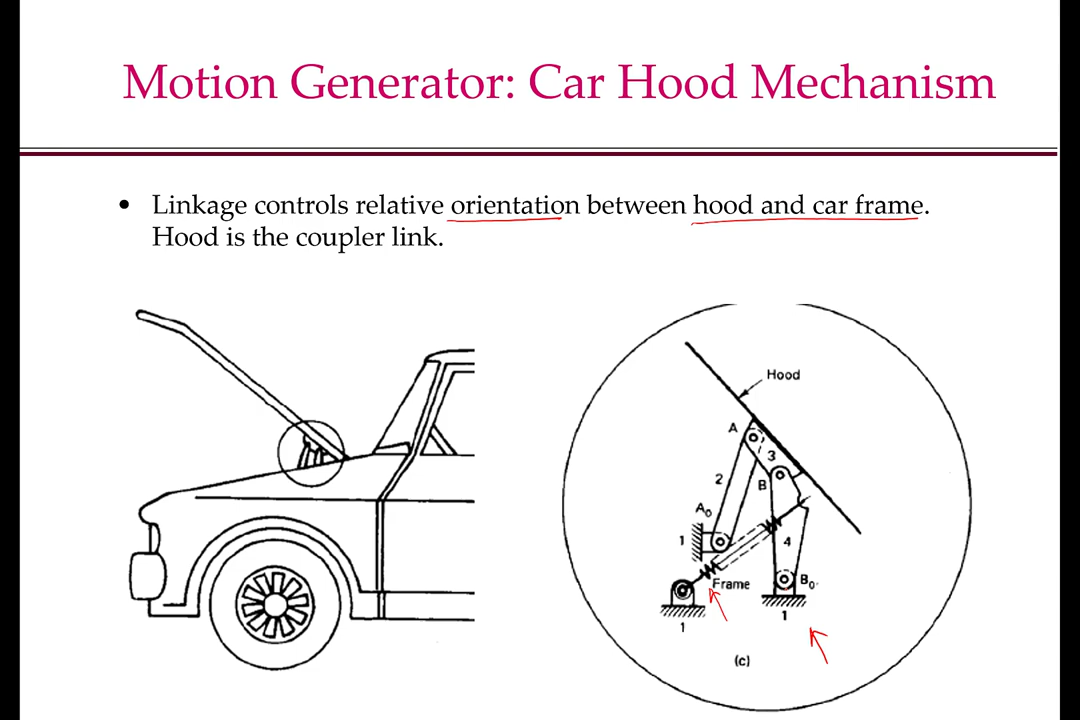 Motion Generator: Car Hood Mechanism
• Linkage controls relative orientation between hood and car frame.
Hood is the coupler link.
Hood
A
3
2
B
A₀
1
4
Frame
B₀
1
1
(c)